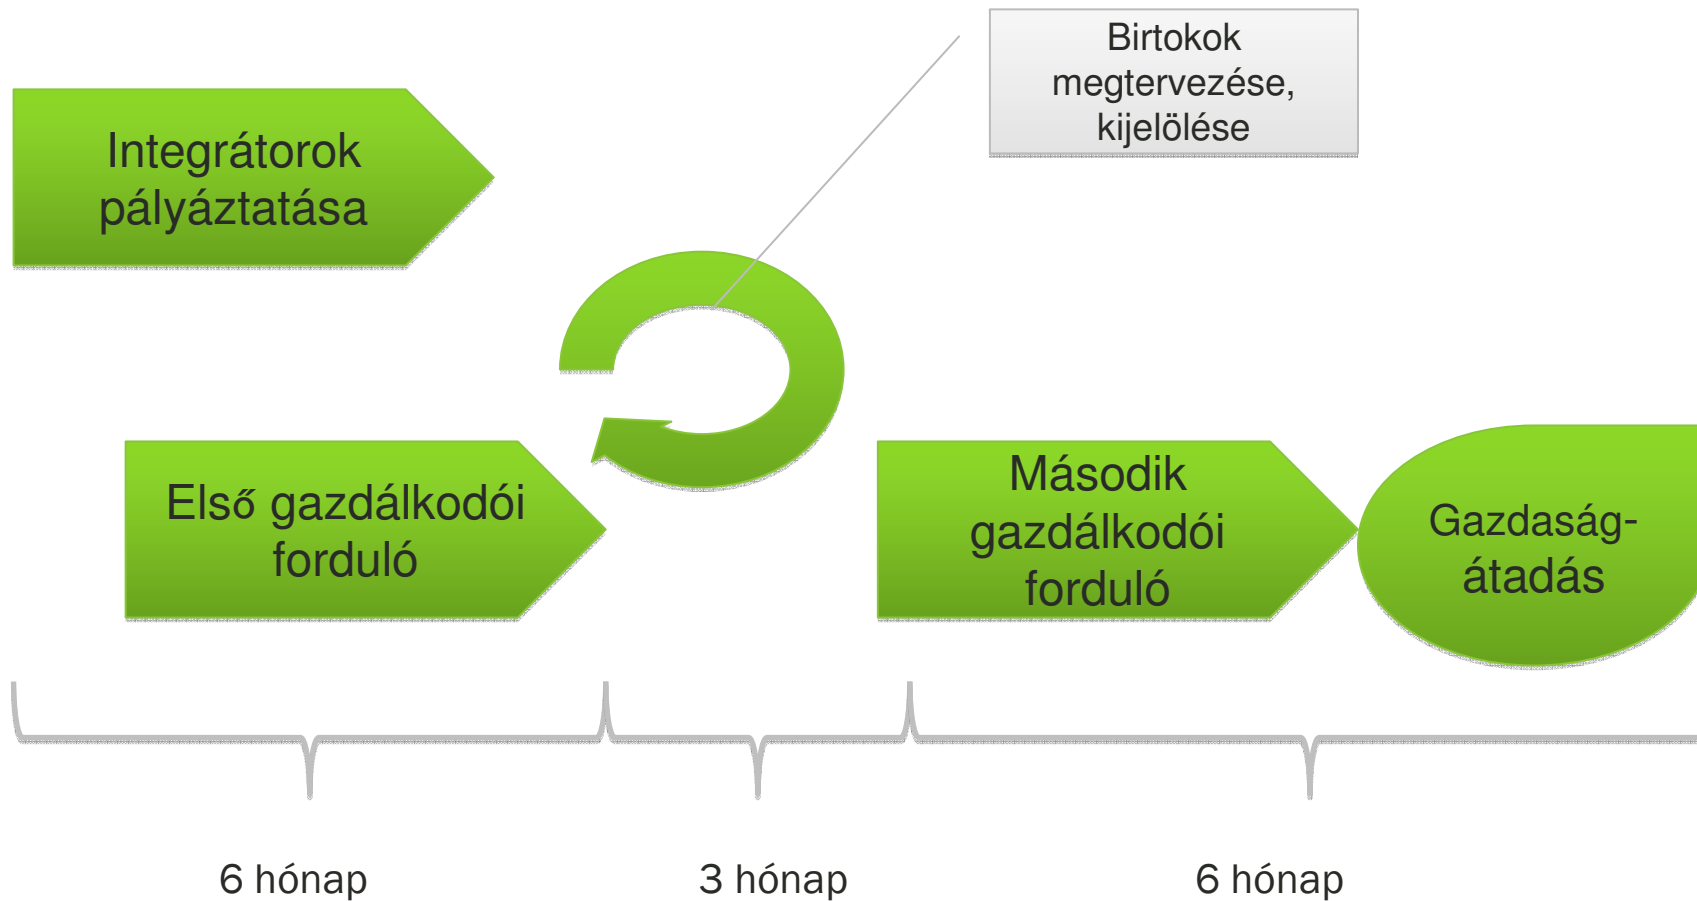 Birtokok
megtervezése,
kijelölése
Integrátorok
pályáztatása
Első gazdálkodói
forduló
Második
gazdálkodói
forduló
Gazdaság-
átadás
6 hónap
3 hónap
6 hónap